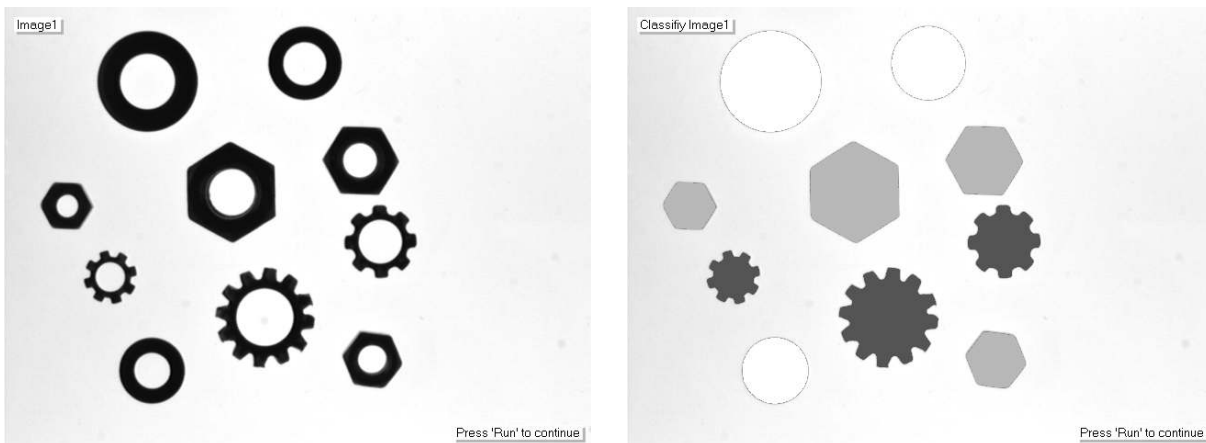 Image1
Classifiy Image1
Press 'Run' to continue
Press 'Run' to continue